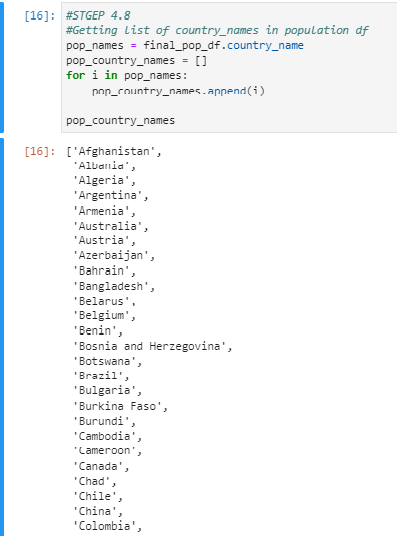 [16]: #STGEP 4.8
#Getting list of country_names in population df
pop_names = final_pop_df.country_name
pop_country_names = []
for i in pop_names:
    pop_country_names.append(i)
pop_country_names
[16]: ['Afghanistan',
'Albania',
'Algeria',
'Argentina',
'Armenia',
'Australia',
'Austria',
'Azerbaijan',
'Bahrain',
'Bangladesh',
'Belarus',
'Belgium',
'Benin',
'Bosnia and Herzegovina',
'Botswana',
'Brazil',
'Bulgaria',
'Burkina Faso',
'Burundi',
'Cambodia',
'Cameroon',
'Canada',
'Chad',
'Chile',
'China',
'Colombia',